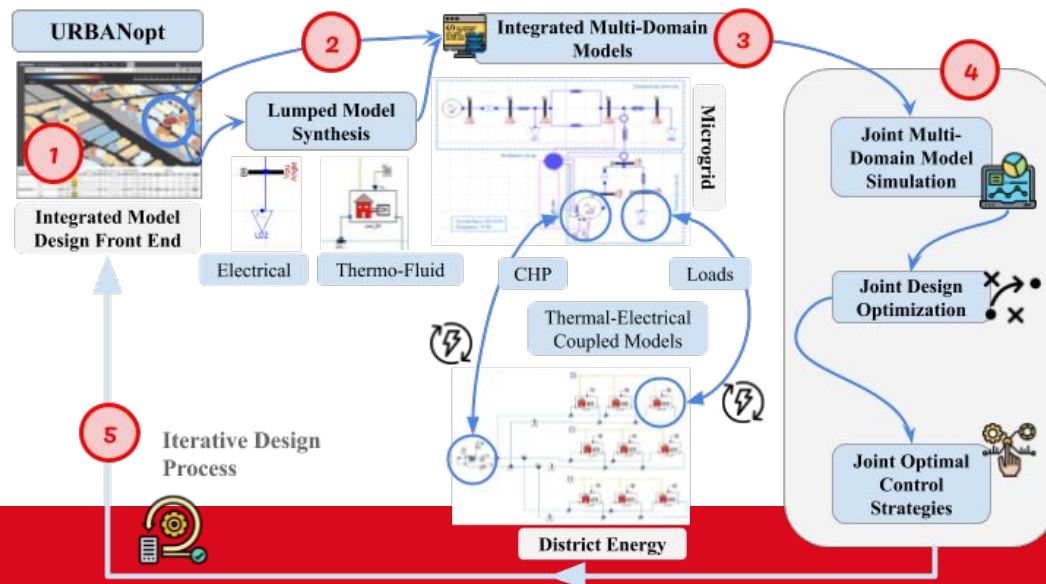 URBANopt
1
Integrated Model
Design Front End
2
Lumped Model
Synthesis
Electrical
Thermo-Fluid
LD2
Integrated Multi-Domain
Models
3
Microgrid
CHP
Loads
Thermal-Electrical
Coupled Models
District Energy
4
Joint Multi-
Domain Model
Simulation
Joint Design
Optimization
Joint Optimal
Control
Strategies
5
Iterative Design
Process